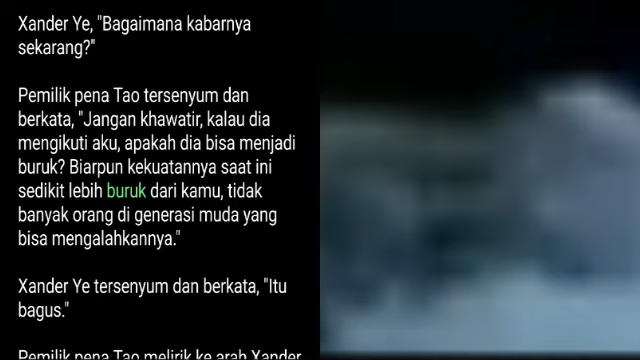 Xander Ye, "Bagaimana kabarnya
sekarang?"
Pemilik pena Tao tersenyum dan
berkata, "Jangan khawatir, kalau dia
mengikuti aku, apakah dia bisa menjadi
buruk? Biarpun kekuatannya saat ini
sedikit lebih buruk dari kamu, tidak
banyak orang di generasi muda yang
bisa mengalahkannya."
Xander Ye tersenyum dan berkata, "Itu
bagus."
Pemilik pena Tao melirik ke arah Xander